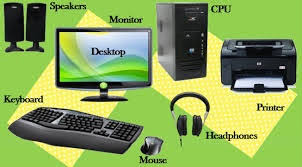 Speakers
Monitor
CPU
Desktop
Keyboard
Printer
Headphones
Mouse